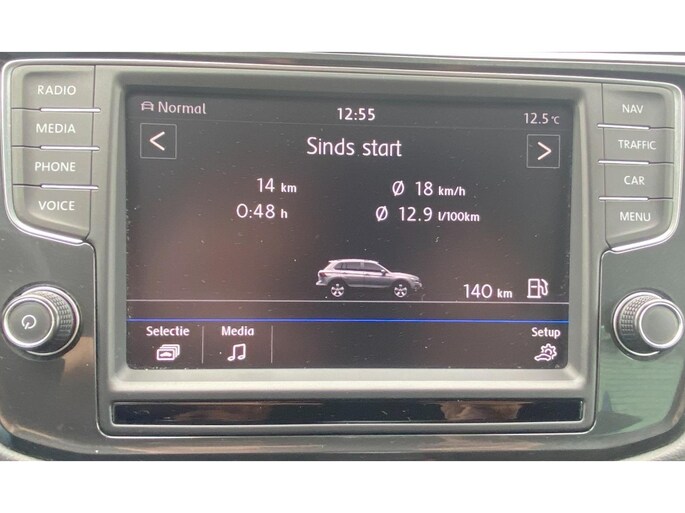 RADIO
MEDIA
PHONE
VOICE
Normal
12:55
12.5 °C
<
Sinds start
>
14 km
Ø 18 km/h
0:48 h
Ø 12.9 l/100km
140 km
Selectie
Media
Setup
NAV
TRAFFIC
CAR
MENU